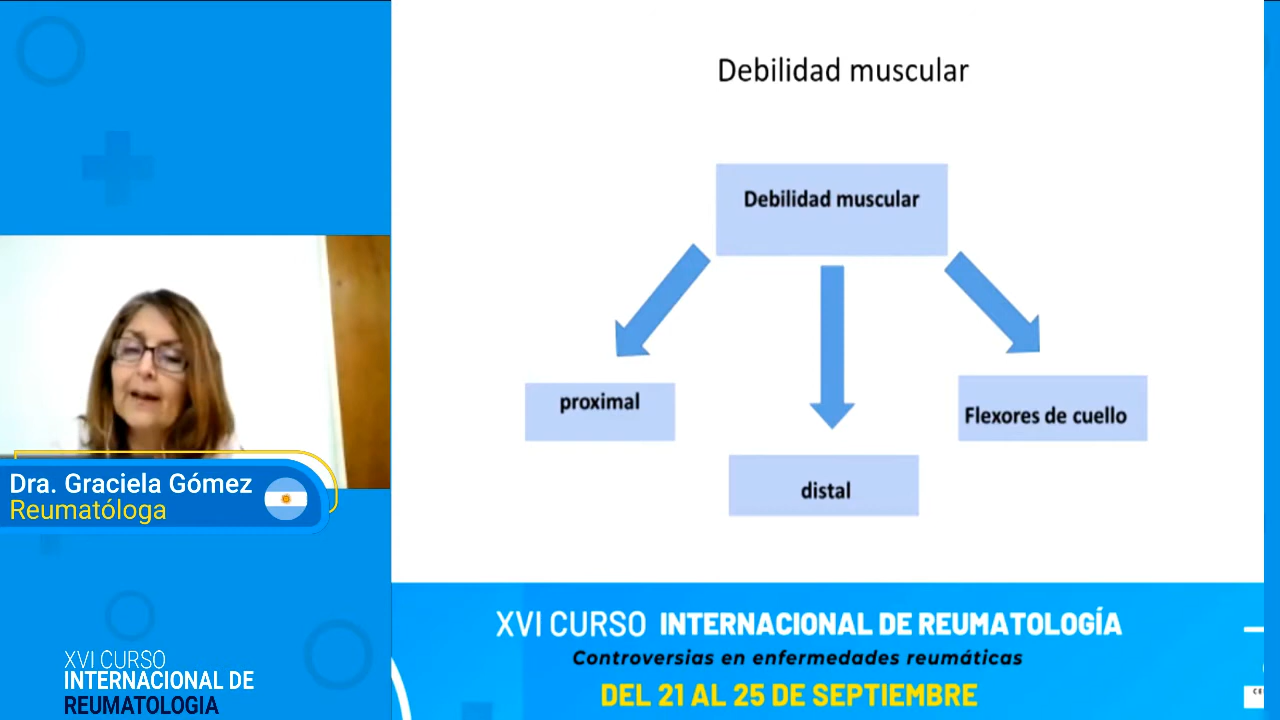 Debilidad muscular
Debilidad muscular
proximal
distal
Flexores de cuello
Dra. Graciela Gómez
Reumatóloga
XVI CURSO
INTERNACIONAL DE
REUMATOLOGIA
XVI CURSO INTERNACIONAL DE REUMATOLOGÍA
Controversias en enfermedades reumáticas
DEL 21 AL 25 DE SEPTIEMBRE